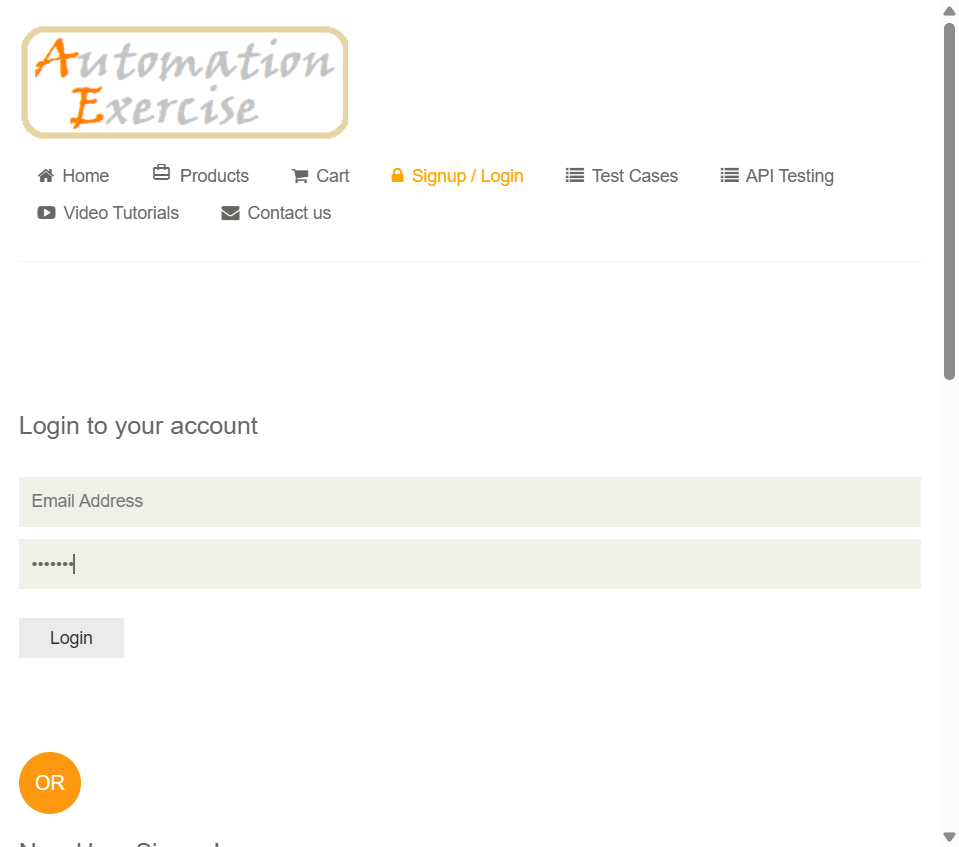 Automation
Exercise
Home Products Cart Signup / Login Test Cases API Testing
Video Tutorials Contact us
Login to your account
Email Address
•••••••
Login
OR